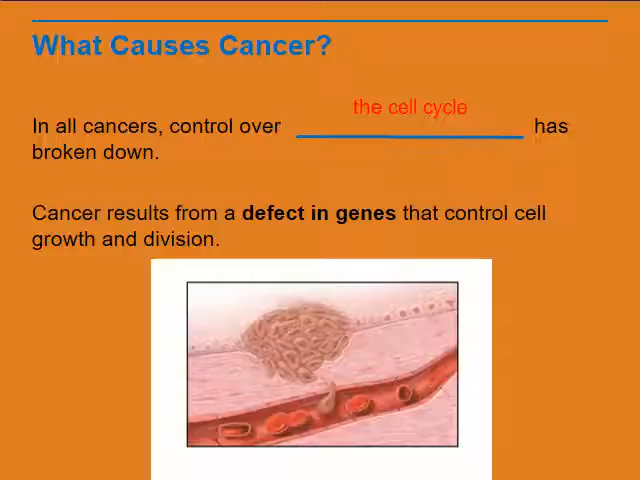 What Causes Cancer?
the cell cycle
In all cancers, control over has
broken down.
Cancer results from a defect in genes that control cell
growth and division.